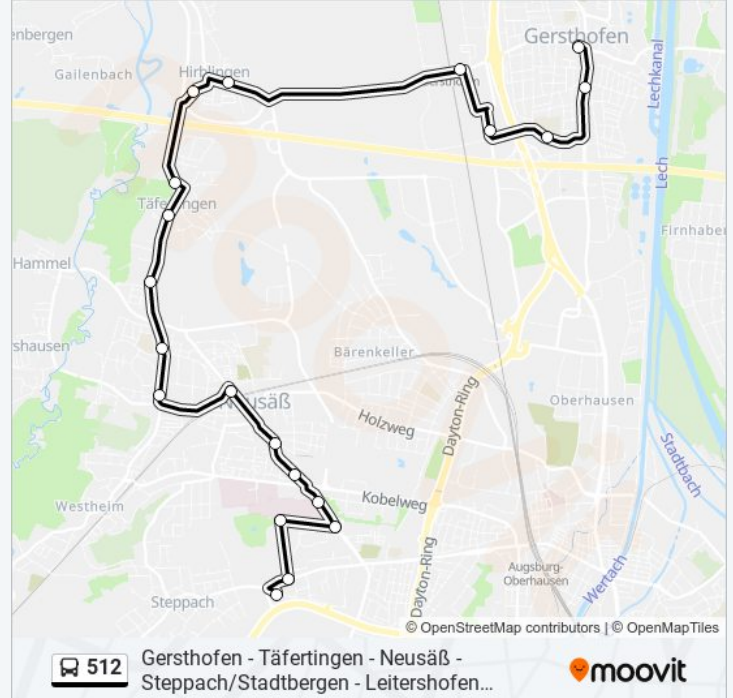 enbergen
Gersthofen
Gailenbach
Hirblingen
Lechkanal
Lech
Firnhaber
Hammel
shausen
Bärenkeller
Neusäß
Holzweg
Dayton-Ring
Oberhausen
Stadtbach
Westheim
Kobelweg
Dayton-Ring
Augsburg-
Oberhausen
Wertach
Steppach
© OpenStreetMap contributors | © OpenMapTiles
512
Gersthofen - Täfertingen - Neusäß -
Steppach/Stadtbergen - Leitershofen...
moovit